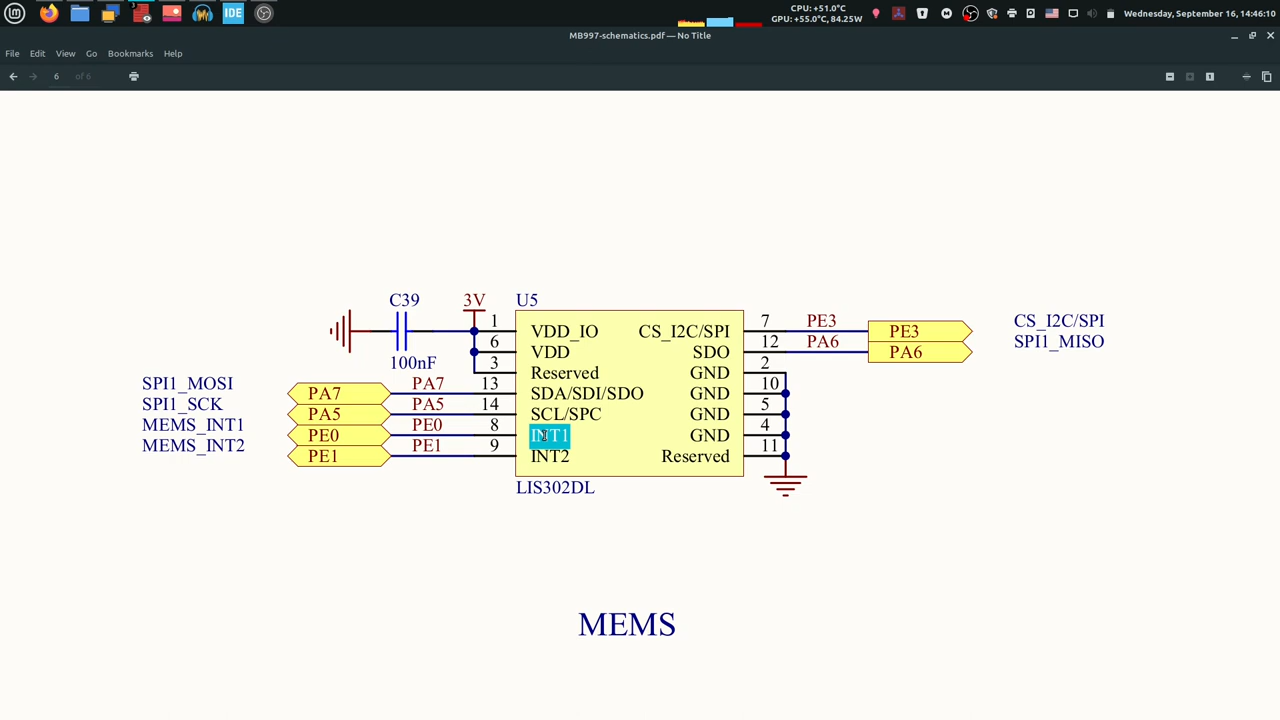 IDE
CPU: +51.0°C
GPU: +55.0°C, 84.25W
Wednesday, September 16, 14:46:10
MB997-schematics.pdf — No Title
File Edit View Go Bookmarks Help
6 of 6
C39 3V U5
1 VDD_IO CS_I2C/SPI 7 PE3 PE3 CS_I2C/SPI
6 VDD SDO 12 PA6 PA6 SPI1_MISO
100nF 3 Reserved GND 2
SPI1_MOSI PA7 PA7 13 SDA/SDI/SDO GND 10
SPI1_SCK PA5 PA5 14 SCL/SPC GND 5
MEMS_INT1 PE0 PE0 8 INT1 GND 4
MEMS_INT2 PE1 PE1 9 INT2 Reserved 11
LIS302DL
MEMS